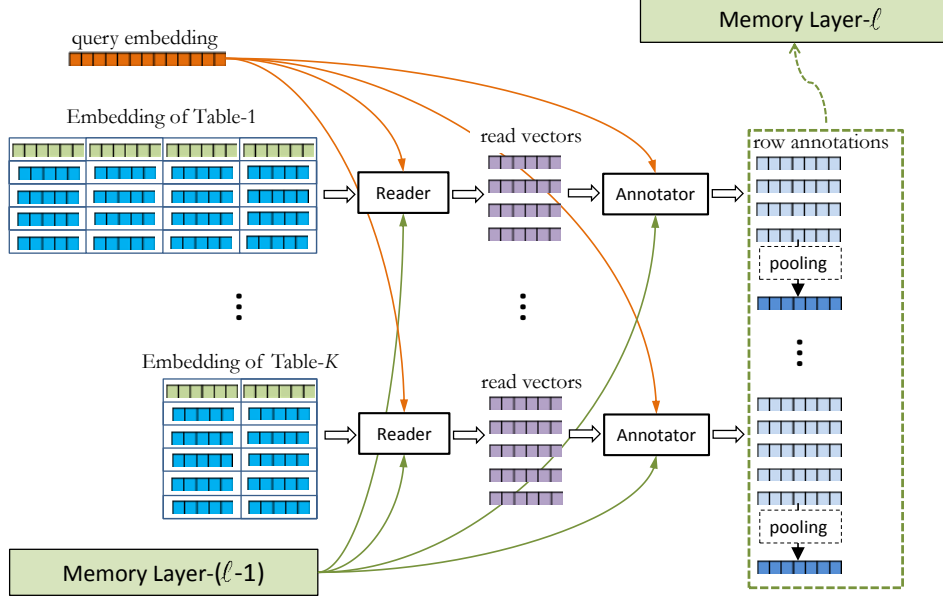 Memory Layer-ℓ
query embedding
Embedding of Table-1
read vectors
row annotations
Reader
Annotator
pooling
Embedding of Table-K
read vectors
Reader
Annotator
pooling
Memory Layer-(ℓ-1)